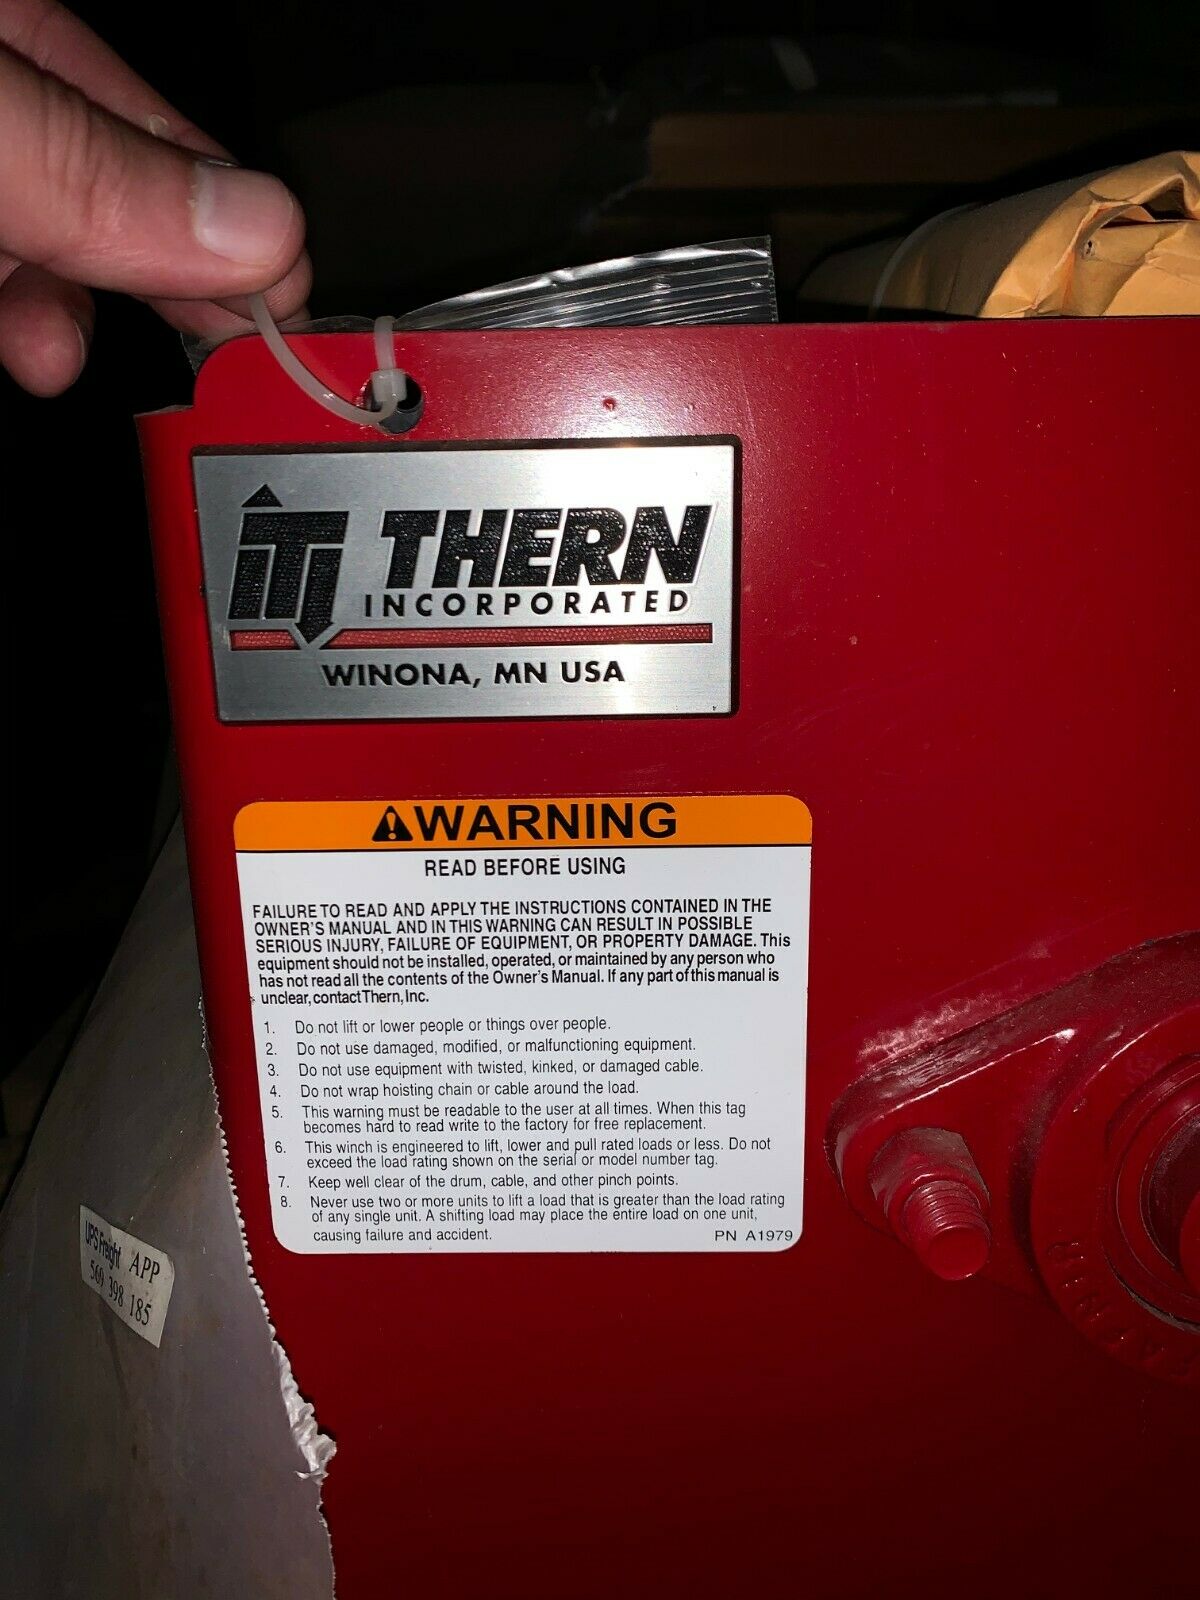 THERN
INCORPORATED
WINONA, MN USA
WARNING
READ BEFORE USING
FAILURE TO READ AND APPLY THE INSTRUCTIONS CONTAINED IN THE
OWNER'S MANUAL AND IN THIS WARNING CAN RESULT IN POSSIBLE
SERIOUS INJURY, FAILURE OF EQUIPMENT, OR PROPERTY DAMAGE. This
equipment should not be installed, operated, or maintained by any person who
has not read all the contents of the Owner's Manual. If any part of this manual is
unclear, contact Thern, Inc.
1. Do not lift or lower people or things over people.
2. Do not use damaged, modified, or malfunctioning equipment.
3. Do not use equipment with twisted, kinked, or damaged cable.
4. Do not wrap hoisting chain or cable around the load.
5. This warning must be readable to the user at all times. When this tag
becomes hard to read write to the factory for free replacement.
6. This winch is engineered to lift, lower and pull rated loads or less. Do not
exceed the load rating shown on the serial or model number tag.
7. Keep well clear of the drum, cable, and other pinch points.
8. Never use two or more units to lift a load that is greater than the load rating
of any single unit. A shifting load may place the entire load on one unit,
causing failure and accident. PN A1979
UPS Freight APP
569 398 185